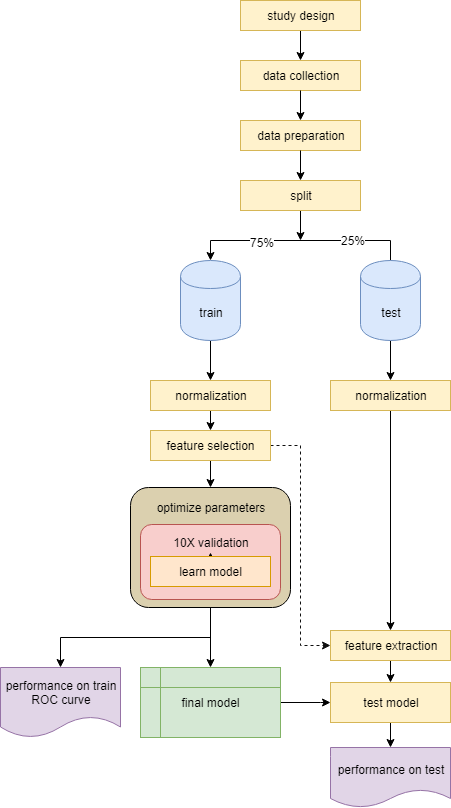 study design
data collection
data preparation
split
75%
25%
train
test
normalization
normalization
feature selection
optimize parameters
10X validation
learn model
feature extraction
performance on train
ROC curve
final model
test model
performance on test